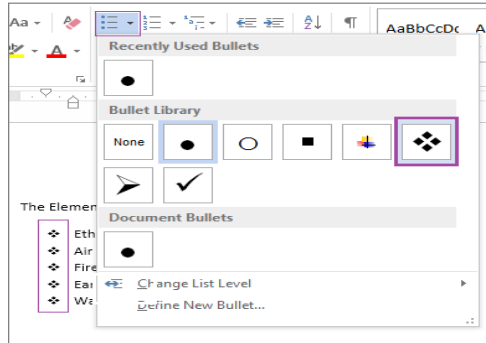 Aa
AaBbCcDc A
A
Recently Used Bullets
Bullet Library
None
The Elemen
Document Bullets
Eth
Air
Fire
Ear
Wa
Change List Level
Define New Bullet...